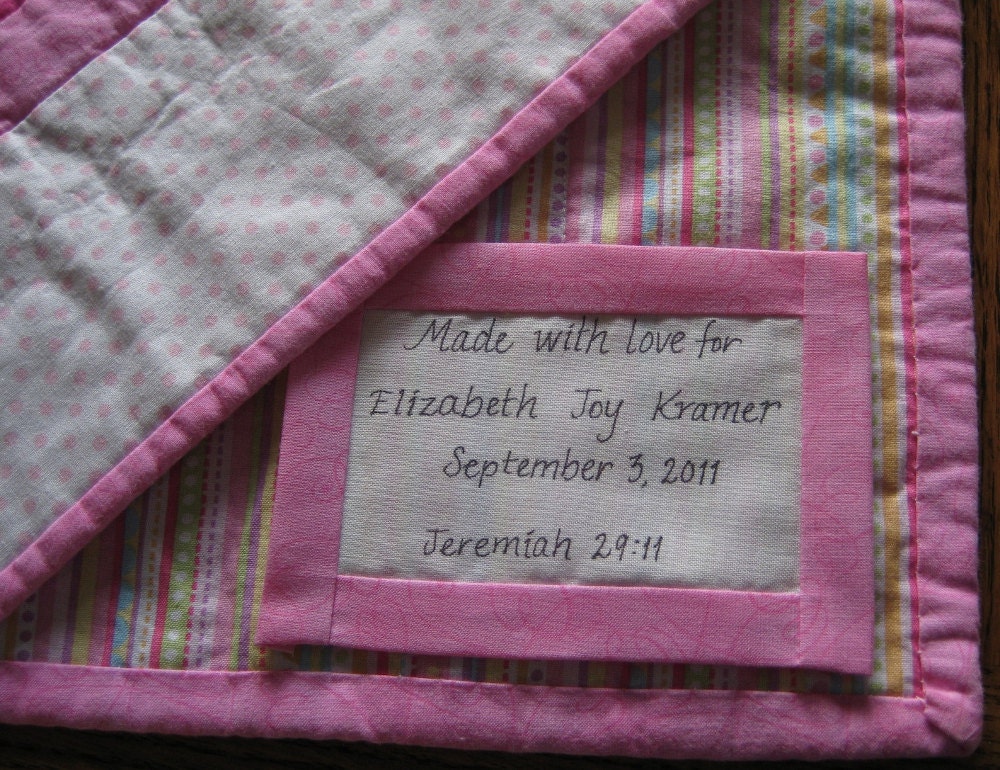 Made with love for
Elizabeth Joy Kramer
September 3, 2011
Jeremiah 29:11